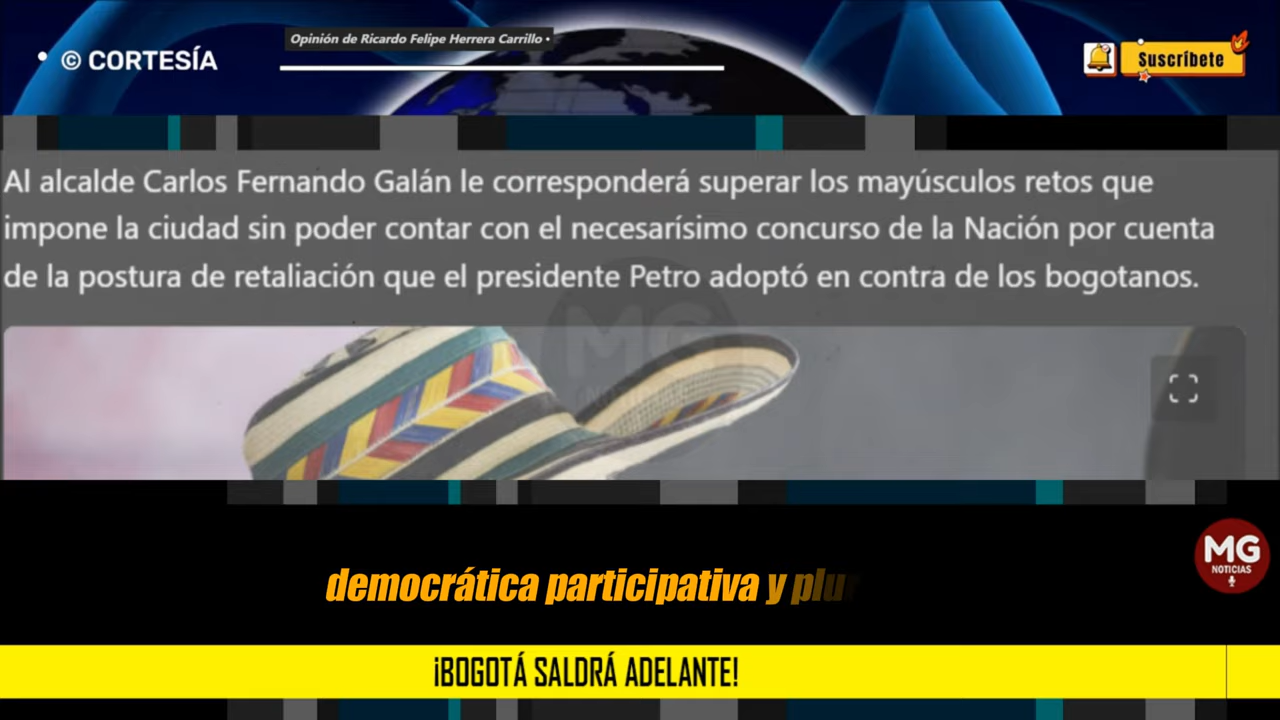 Opinión de Ricardo Felipe Herrera Carrillo •
© CORTESÍA
Suscríbete
Al alcalde Carlos Fernando Galán le corresponderá superar los mayúsculos retos que
impone la ciudad sin poder contar con el necesarísimo concurso de la Nación por cuenta
de la postura de retaliación que el presidente Petro adoptó en contra de los bogotanos.
MG
NOTICIAS
democrática participativa y plu
¡BOGOTÁ SALDRÁ ADELANTE!